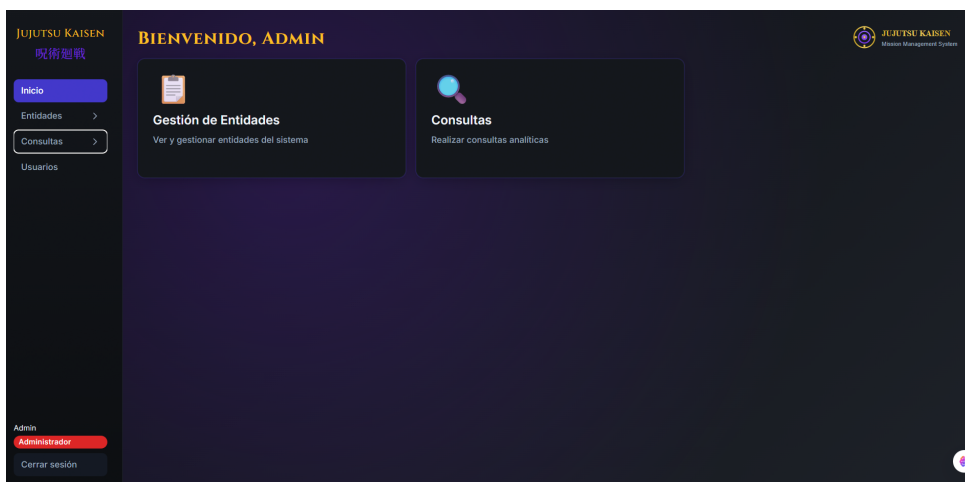 JUJUTSU KAISEN
呪術廻戦
Inicio
Entidades
Consultas
Usuarios
Admin
Administrador
Cerrar sesión
BIENVENIDO, ADMIN
Gestión de Entidades
Ver y gestionar entidades del sistema
Consultas
Realizar consultas analíticas
JUJUTSU KAISEN
Mission Management System